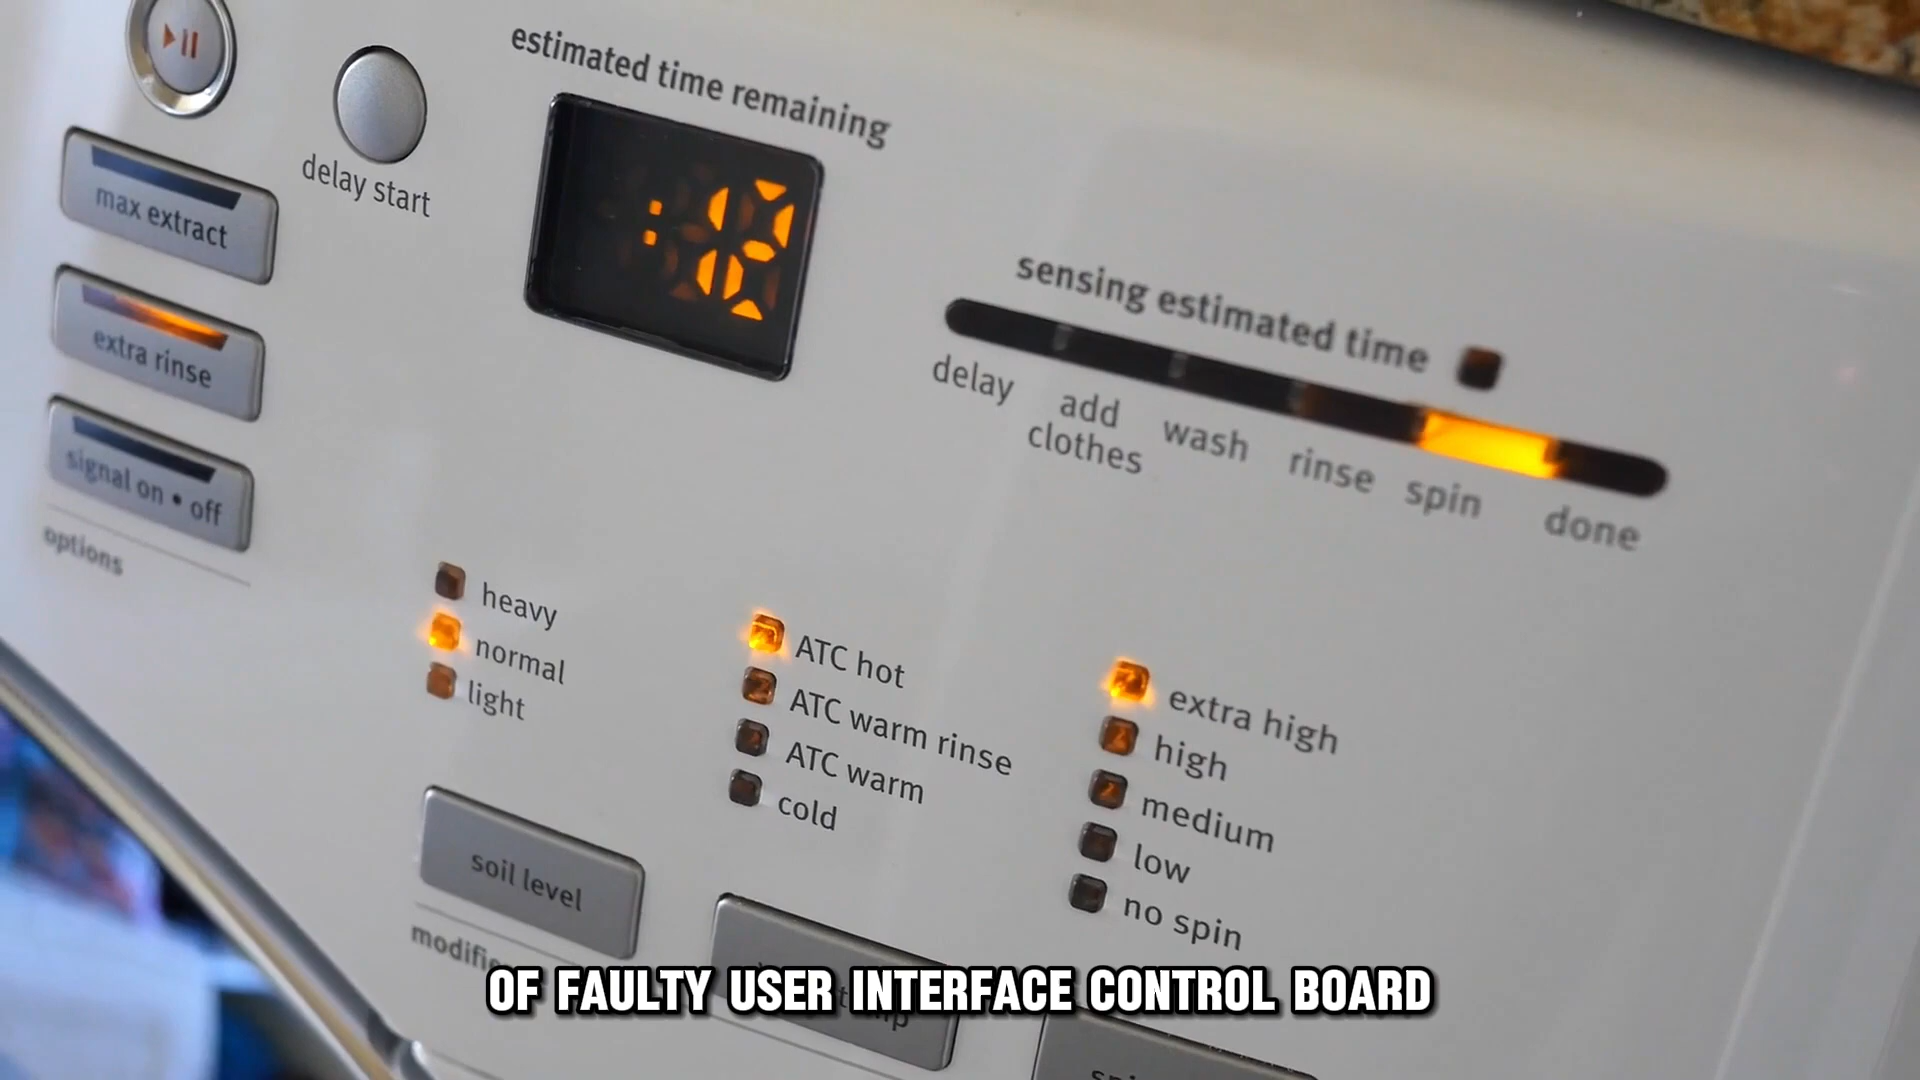 estimated time remaining
delay start
max extract
extra rinse
signal on • off
options
sensing estimated time
delay
add
clothes
wash
rinse
spin
done
heavy
normal
light
ATC hot
ATC warm rinse
ATC warm
cold
extra high
high
medium
low
no spin
soil level
OF FAULTY USER INTERFACE CONTROL BOARD